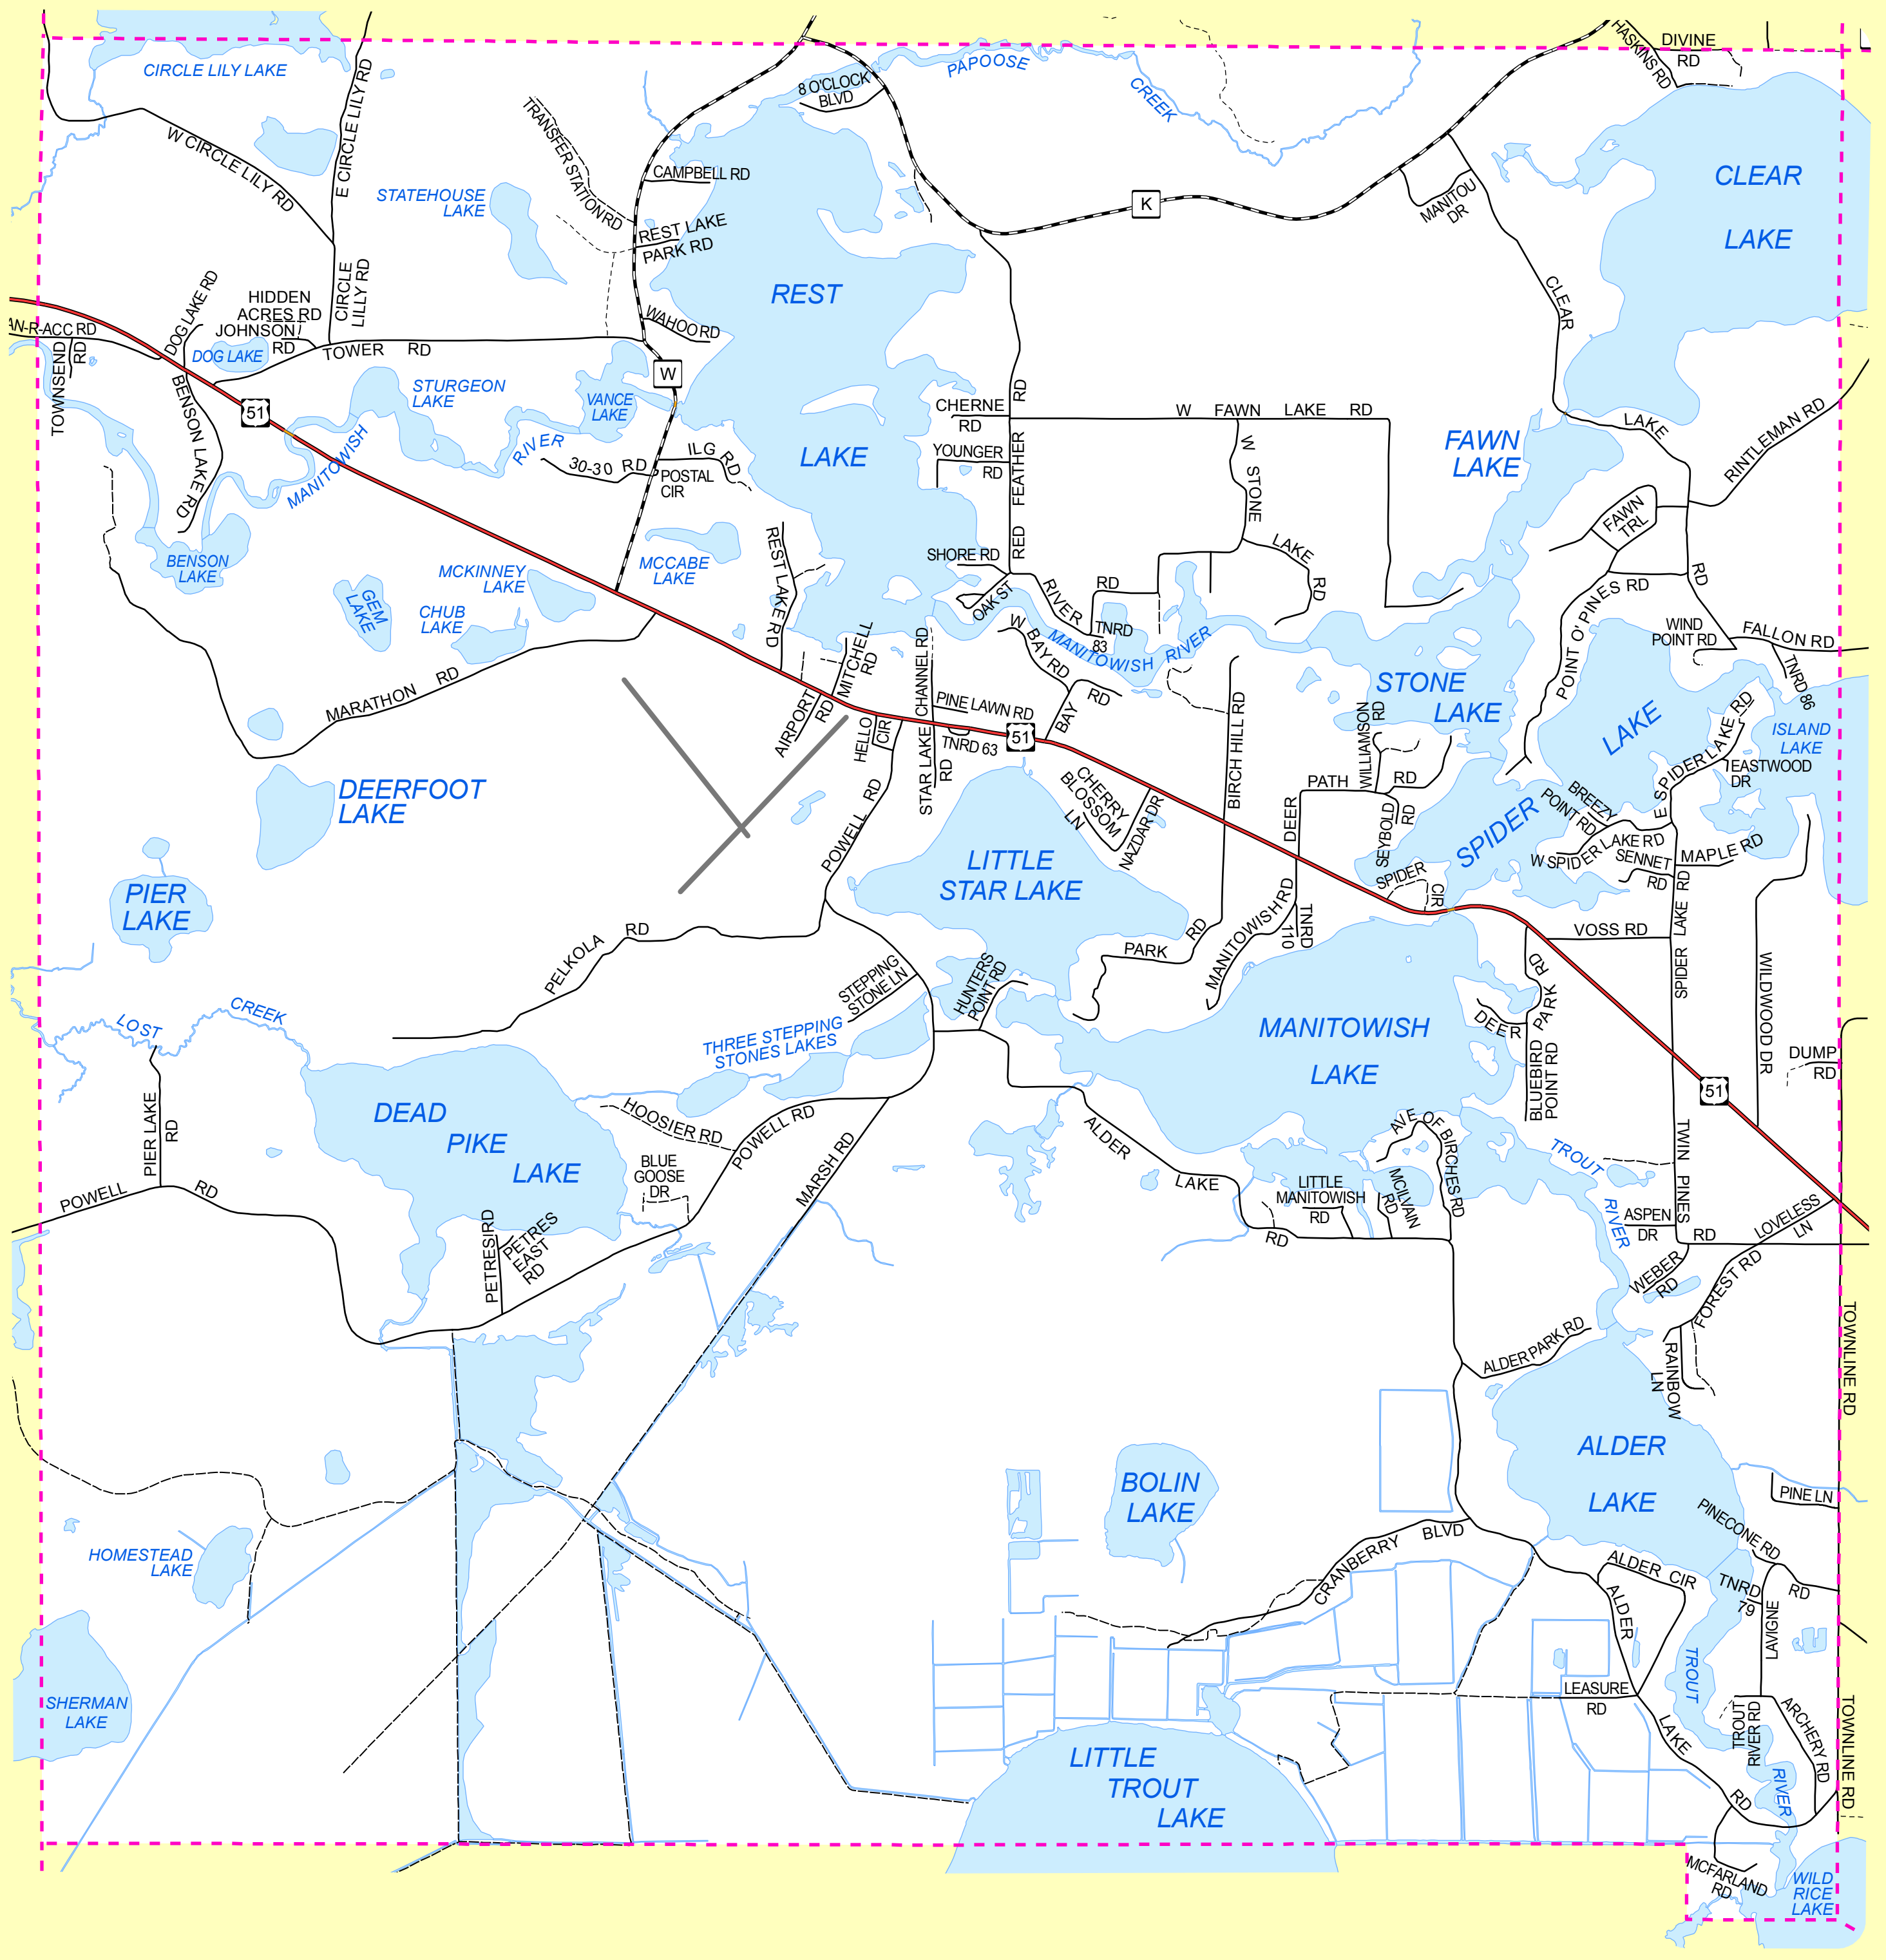 CIRCLE LILY LAKE
W CIRCLE LILY RD
E CIRCLE LILY RD
CIRCLE
LILLY RD
STATEHOUSE
LAKE
TRANSFER STATION RD
8 O'CLOCK
BLVD
PAPOOSE
CREEK
CAMPBELL RD
REST LAKE
PARK RD
WAHOO RD
K
MANITOU
DR
HASKINS RD
DIVINE
RD
CLEAR
LAKE
REST
LAKE
AN-R-ACC RD
TOWNSEND
RD
DOG LAKE RD
HIDDEN
ACRES RD
JOHNSON
RD
DOG LAKE
TOWER RD
BENSON LAKE RD
51
STURGEON
LAKE
VANCE
LAKE
W
MANITOWISH
RIVER
30-30 RD
ILG RD
POSTAL
CIR
BENSON
LAKE
GEM
LAKE
MCKINNEY
LAKE
CHUB
LAKE
MCCABE
LAKE
REST LAKE RD
CHERNE
RD
YOUNGER
RD
RED FEATHER RD
W FAWN LAKE RD
W STONE
LAKE
RD
SHORE RD
OAK ST
RIVER
RD
TNRD
83
W BAY RD
MANITOWISH RIVER
CLEAR
LAKE
RD
FAWN
LAKE
RINTLEMAN RD
FAWN
TRL
POINT O' PINES RD
WIND
POINT RD
FALLON RD
TNRD 86
MARATHON RD
AIRPORT
RD
MITCHELL
RD
CHANNEL RD
HELLO
CIR
PINE LAWN RD
TNRD 63
51
STAR LAKE
RD
BAY
RD
BIRCH HILL RD
STONE
LAKE
WILLIAMSON
RD
LAKE
SPIDER
ISLAND
LAKE
E SPIDER LAKE RD
EASTWOOD
DR
BREEZY
POINT RD
W SPIDER LAKE RD
SENNET
RD
MAPLE RD
DEERFOOT
LAKE
PIER
LAKE
POWELL RD
CHERRY
BLOSSOM
LN
NAZDAR DR
DEER
PATH
RD
SEYBOLD
RD
SPIDER
CIR
LITTLE
STAR LAKE
PARK
RD
MANITOWISH RD
TNRD
110
VOSS RD
SPIDER LAKE RD
WILDWOOD DR
PELKOLA RD
STEPPING
STONE LN
HUNTERS
POINT RD
THREE STEPPING
STONES LAKES
LOST
CREEK
MANITOWISH
LAKE
DEER
PARK
RD
BLUEBIRD
POINT RD
DUMP
RD
51
PIER LAKE
RD
DEAD
PIKE
LAKE
HOOSIER RD
POWELL RD
BLUE
GOOSE
DR
MARSH RD
ALDER
LAKE
RD
AVE OF BIRCHES RD
LITTLE
MANITOWISH
RD
MCILVAIN
RD
TROUT
RIVER
TWIN PINES
RD
ASPEN
DR
WEBER
RD
LOVELESS
LN
FOREST RD
POWELL RD
PETRESI RD
PETRES
EAST
RD
ALDER PARK RD
RAINBOW
LN
TOWNLINE RD
ALDER
LAKE
BOLIN
LAKE
PINE LN
PINECONE RD
RD
CRANBERRY BLVD
ALDER CIR
ALDER
LAKE
RD
TNRD
79
LAVIGNE
HOMESTEAD
LAKE
SHERMAN
LAKE
LEASURE
RD
TROUT
RIVER
TROUT
RIVER RD
ARCHERY RD
TOWNLINE RD
LITTLE
TROUT
LAKE
MCFARLAND
RD
WILD
RICE
LAKE